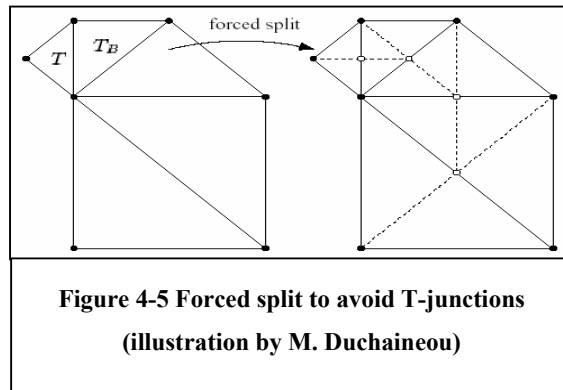 forced split
T
T_B
Figure 4-5 Forced split to avoid T-junctions
(illustration by M. Duchaineou)